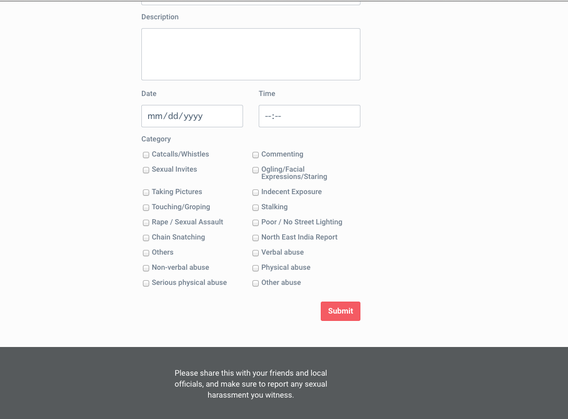 Description
Date Time
mm/dd/yyyy --:--
Category
Catcalls/Whistles Commenting
Sexual Invites Ogling/Facial
Expressions/Staring
Taking Pictures Indecent Exposure
Touching/Groping Stalking
Rape / Sexual Assault Poor / No Street Lighting
Chain Snatching North East India Report
Others Verbal abuse
Non-verbal abuse Physical abuse
Serious physical abuse Other abuse
Submit
Please share this with your friends and local
officials, and make sure to report any sexual
harassment you witness.